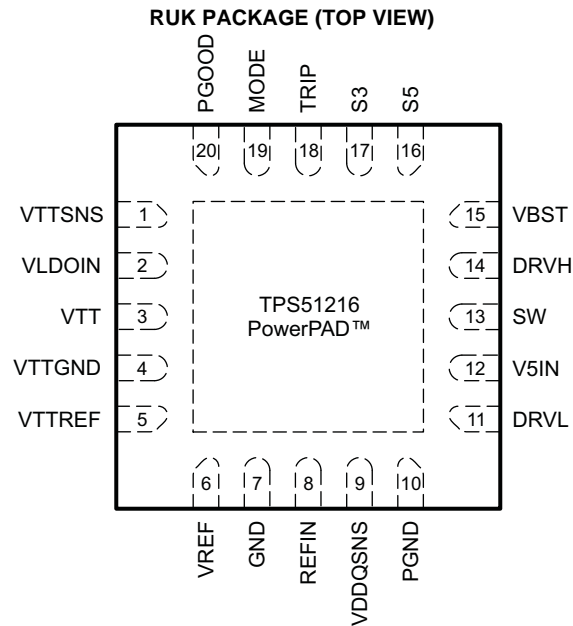 RUK PACKAGE (TOP VIEW)
PGOOD
MODE
TRIP
S3
S5
20
19
18
17
16
VTTSNS 1
VLDOIN 2
VTT 3
VTTGND 4
VTTREF 5
TPS51216
PowerPAD™
15 VBST
14 DRVH
13 SW
12 V5IN
11 DRVL
6
7
8
9
10
VREF
GND
REFIN
VDDQSNS
PGND